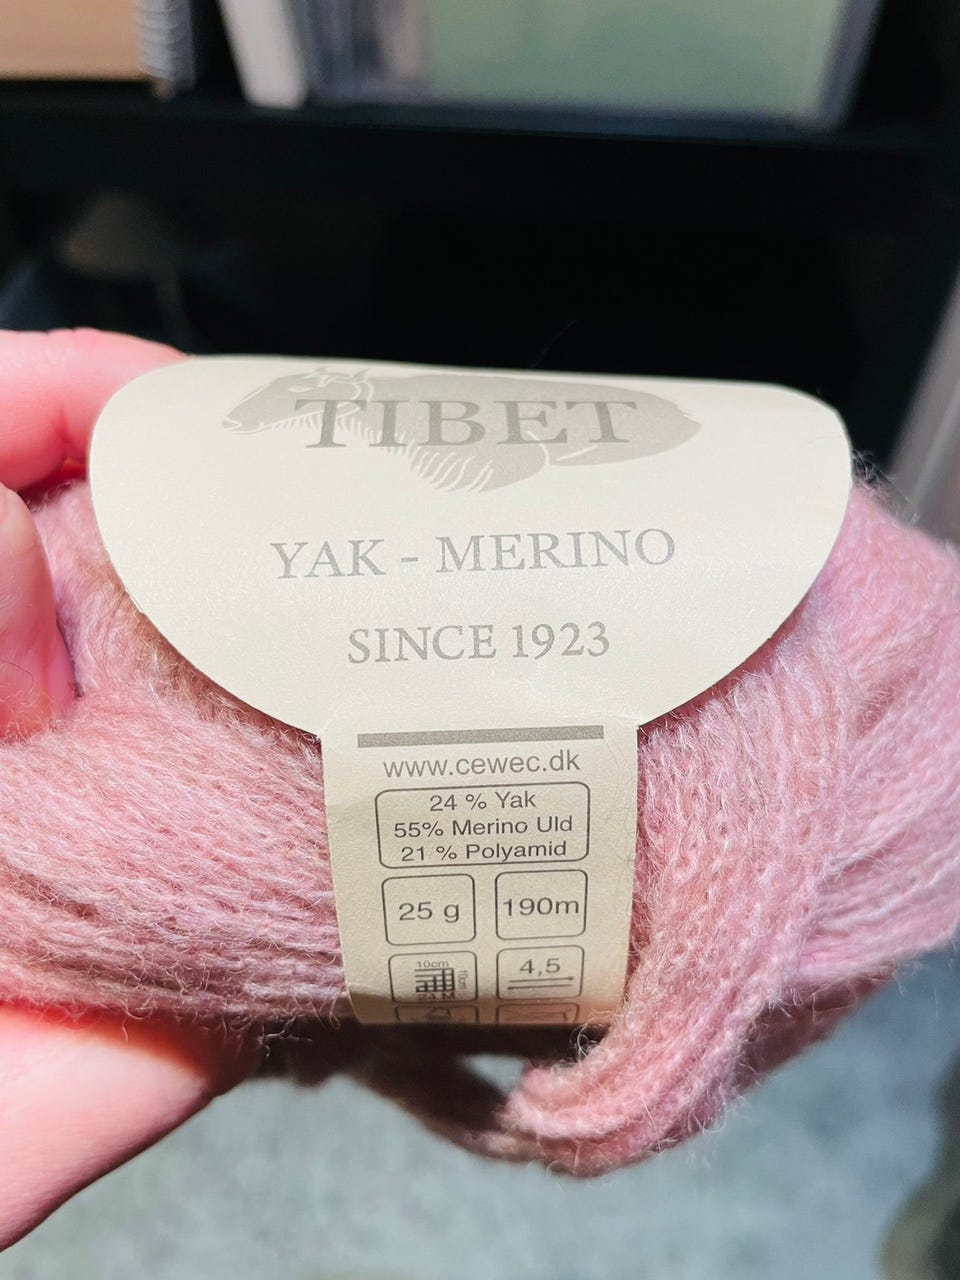 TIBET
YAK - MERINO
SINCE 1923
www.cewec.dk
24 % Yak
55% Merino Uld
21 % Polyamid
25 g 190m
10cm 10cm 4,5